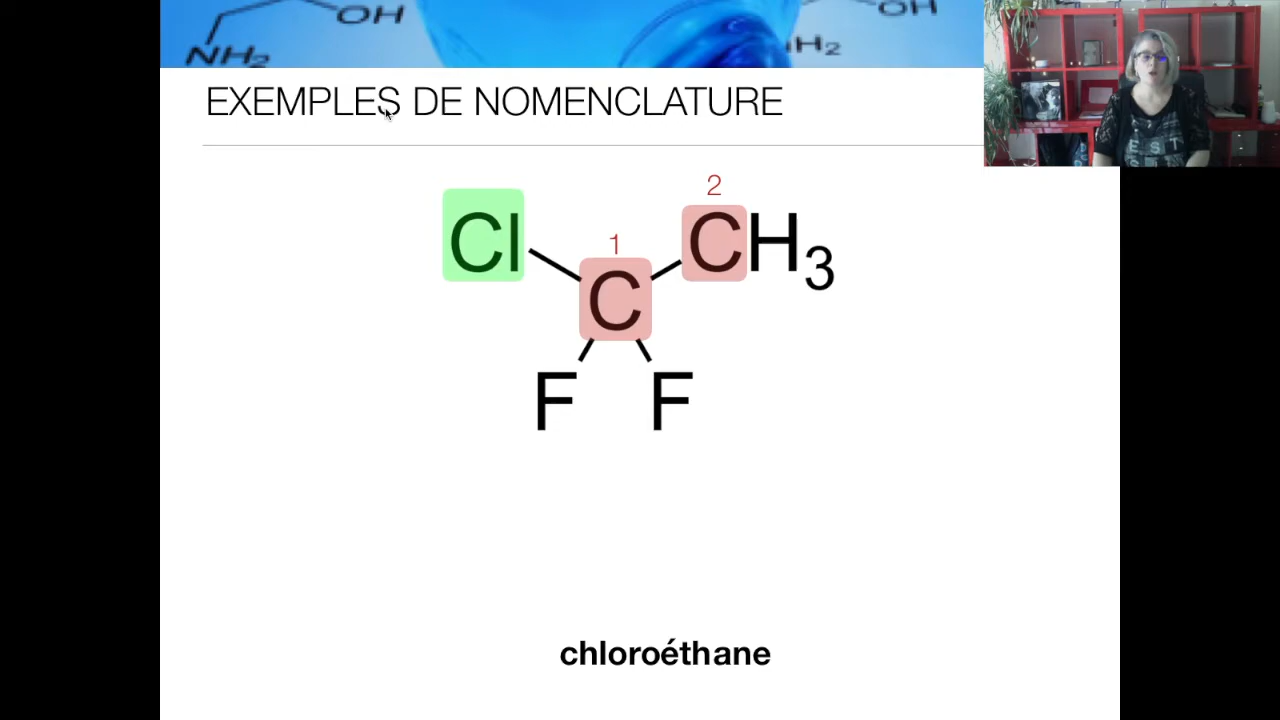 OH
OH
NH₂
H₂
EXEMPLES DE NOMENCLATURE
2
Cl
CH₃
1
C
F F
chloroéthane